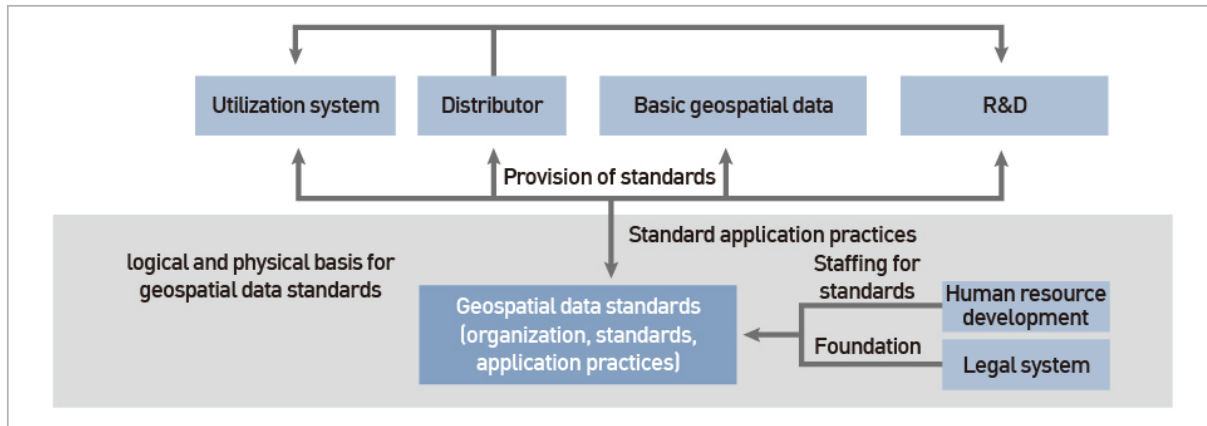 Utilization system
Distributor
Basic geospatial data
R&D
Provision of standards
Standard application practices
logical and physical basis for
geospatial data standards
Staffing for
standards
Geospatial data standards
(organization, standards,
application practices)
Human resource
development
Foundation
Legal system